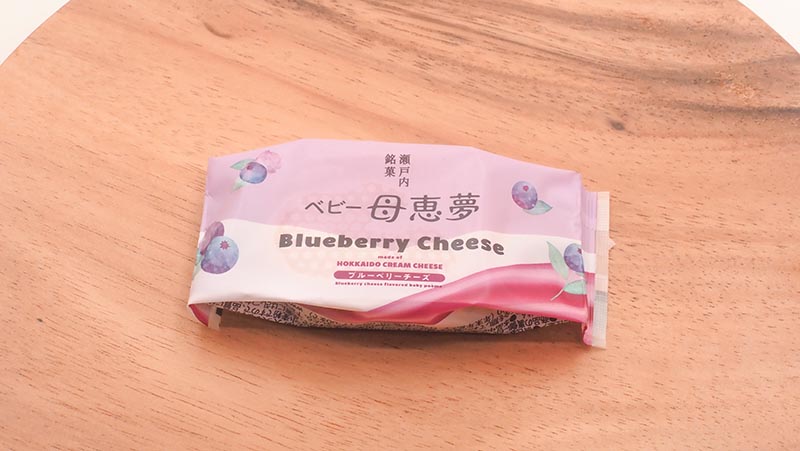 瀬戸内
銘菓
ベビー母恵夢
Blueberry Cheese
made of
HOKKAIDO CREAM CHEESE
ブルーベリーチーズ
blueberry cheese flavored baby poème